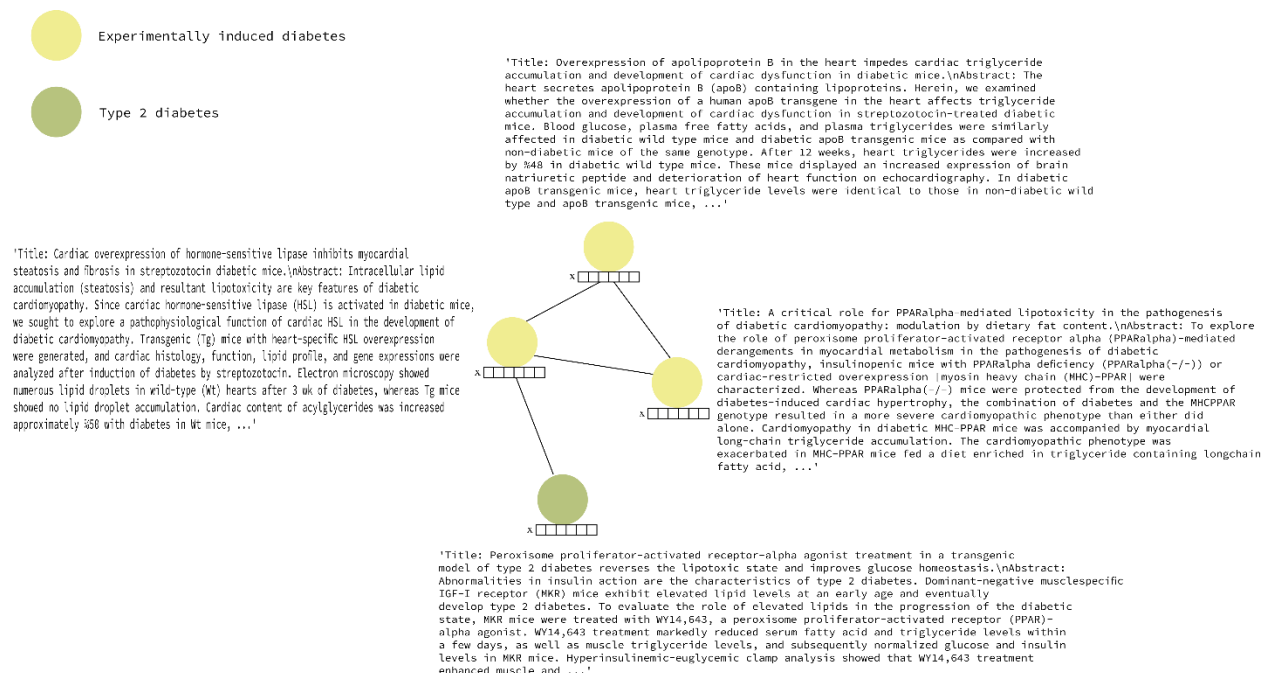 Experimentally induced diabetes
Type 2 diabetes
'Title: Overexpression of apolipoprotein B in the heart impedes cardiac triglyceride
accumulation and development of cardiac dysfunction in diabetic mice.\nAbstract: The
heart secretes apolipoprotein B (apoB) containing lipoproteins. Herein, we examined
whether the overexpression of a human apoB transgene in the heart affects triglyceride
accumulation and development of cardiac dysfunction in streptozotocin-treated diabetic
mice. Blood glucose, plasma free fatty acids, and plasma triglycerides were similarly
affected in diabetic wild type mice and diabetic apoB transgenic mice as compared with
non-diabetic mice of the same genotype. After 12 weeks, heart triglycerides were increased
by %48 in diabetic wild type mice. These mice displayed an increased expression of brain
natriuretic peptide and deterioration of heart function on echocardiography. In diabetic
apoB transgenic mice, heart triglyceride levels were identical to those in non-diabetic wild
type and apoB transgenic mice, ...'
'Title: Cardiac overexpression of hormone-sensitive lipase inhibits myocardial
steatosis and fibrosis in streptozotocin diabetic mice.\nAbstract: Intracellular lipid
accumulation (steatosis) and resultant lipotoxicity are key features of diabetic
cardiomyopathy. Since cardiac hormone-sensitive lipase (HSL) is activated in diabetic mice,
we sought to explore a pathophysiological function of cardiac HSL in the development of
diabetic cardiomyopathy. Transgenic (Tg) mice with heart-specific HSL overexpression
were generated, and cardiac histology, function, lipid profile, and gene expressions were
analyzed after induction of diabetes by streptozotocin. Electron microscopy showed
numerous lipid droplets in wild-type (Wt) hearts after 3 wk of diabetes, whereas Tg mice
showed no lipid droplet accumulation. Cardiac content of acylglycerides was increased
approximately %50 with diabetes in Wt mice, ...'
x
x
x
x
'Title: A critical role for PPARalpha-mediated lipotoxicity in the pathogenesis
of diabetic cardiomyopathy: modulation by dietary fat content.\nAbstract: To explore
the role of peroxisome proliferator-activated receptor alpha (PPARalpha)-mediated
derangements in myocardial metabolism in the pathogenesis of diabetic
cardiomyopathy, insulinopenic mice with PPARalpha deficiency (PPARalpha(-/-)) or
cardiac-restricted overexpression |myosin heavy chain (MHC)-PPAR| were
characterized. Whereas PPARalpha(-/-) mice were protected from the development of
diabetes-induced cardiac hypertrophy, the combination of diabetes and the MHCPPAR
genotype resulted in a more severe cardiomyopathic phenotype than either did
alone. Cardiomyopathy in diabetic MHC-PPAR mice was accompanied by myocardial
long-chain triglyceride accumulation. The cardiomyopathic phenotype was
exacerbated in MHC-PPAR mice fed a diet enriched in triglyceride containing longchain
fatty acid, ...'
'Title: Peroxisome proliferator-activated receptor-alpha agonist treatment in a transgenic
model of type 2 diabetes reverses the lipotoxic state and improves glucose homeostasis.\nAbstract:
Abnormalities in insulin action are the characteristics of type 2 diabetes. Dominant-negative musclespecific
IGF-I receptor (MKR) mice exhibit elevated lipid levels at an early age and eventually
develop type 2 diabetes. To evaluate the role of elevated lipids in the progression of the diabetic
state, MKR mice were treated with WY14,643, a peroxisome proliferator-activated receptor (PPAR)-
alpha agonist. WY14,643 treatment markedly reduced serum fatty acid and triglyceride levels within
a few days, as well as muscle triglyceride levels, and subsequently normalized glucose and insulin
levels in MKR mice. Hyperinsulinemic-euglycemic clamp analysis showed that WY14,643 treatment
enhanced muscle and ...'